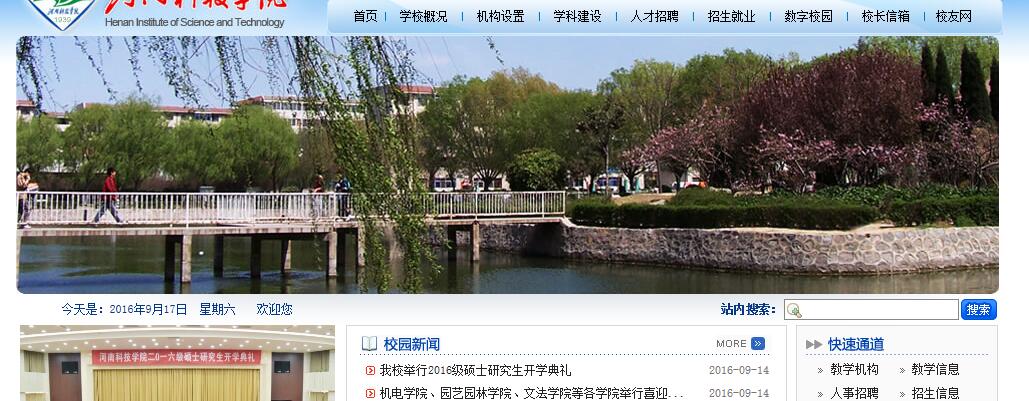 河南科技学院
Henan Institute of Science and Technology
1939
首页 学校概况 机构设置 学科建设 人才招聘 招生就业 数字校园 校长信箱 校友网
今天是：2016年9月17日 星期六 欢迎您
站内搜索： 搜索
河南科技学院二0一六级硕士研究生开学典礼
校园新闻 MORE
我校举行2016级硕士研究生开学典礼 2016-09-14
机电学院、园艺园林学院、文法学院等各学院举行喜迎... 2016-09-14
快速通道
» 教学机构 » 教学信息
» 人事招聘 » 招生信息